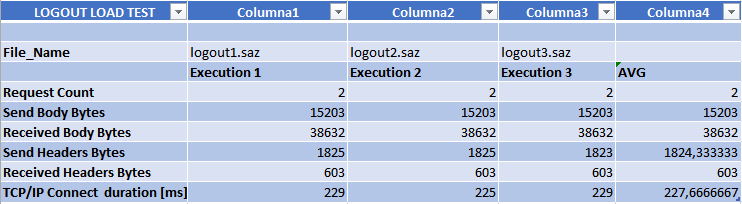 LOGOUT LOAD TEST Columna1 Columna2 Columna3 Columna4
File_Name logout1.saz logout2.saz logout3.saz
Execution 1 Execution 2 Execution 3 AVG
Request Count 2 2 2 2
Send Body Bytes 15203 15203 15203 15203
Received Body Bytes 38632 38632 38632 38632
Send Headers Bytes 1825 1825 1823 1824,333333
Received Headers Bytes 603 603 603 603
TCP/IP Connect duration [ms] 229 225 229 227,6666667